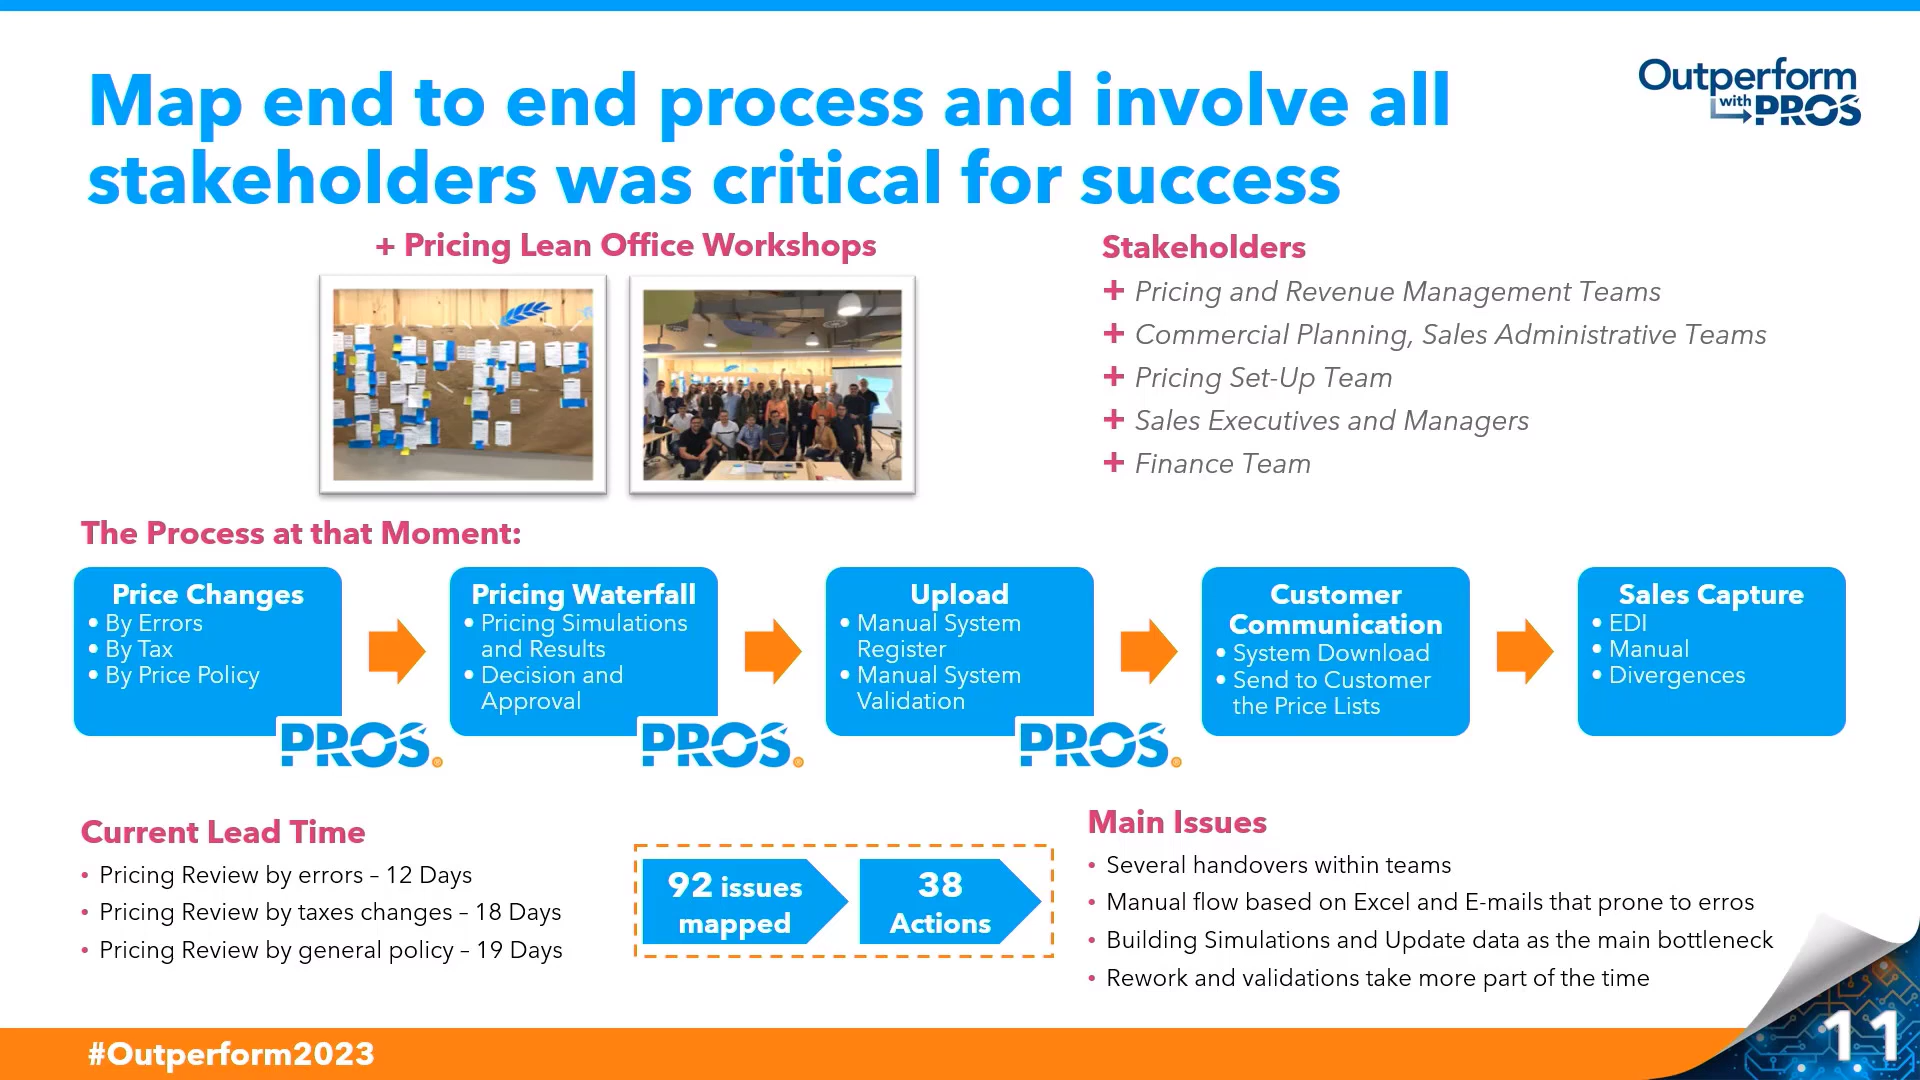 Map end to end process and involve all
stakeholders was critical for success
Outperform
with PROS
+ Pricing Lean Office Workshops
Stakeholders
+ Pricing and Revenue Management Teams
+ Commercial Planning, Sales Administrative Teams
+ Pricing Set-Up Team
+ Sales Executives and Managers
+ Finance Team
The Process at that Moment:
Price Changes
• By Errors
• By Tax
• By Price Policy
PROS
Pricing Waterfall
• Pricing Simulations
and Results
• Decision and
Approval
PROS
Upload
• Manual System
Register
• Manual System
Validation
PROS
Customer
Communication
• System Download
• Send to Customer
the Price Lists
Sales Capture
• EDI
• Manual
• Divergences
Current Lead Time
• Pricing Review by errors – 12 Days
• Pricing Review by taxes changes – 18 Days
• Pricing Review by general policy – 19 Days
92 issues
mapped
38
Actions
Main Issues
• Several handovers within teams
• Manual flow based on Excel and E-mails that prone to erros
• Building Simulations and Update data as the main bottleneck
• Rework and validations take more part of the time
#Outperform2023
11